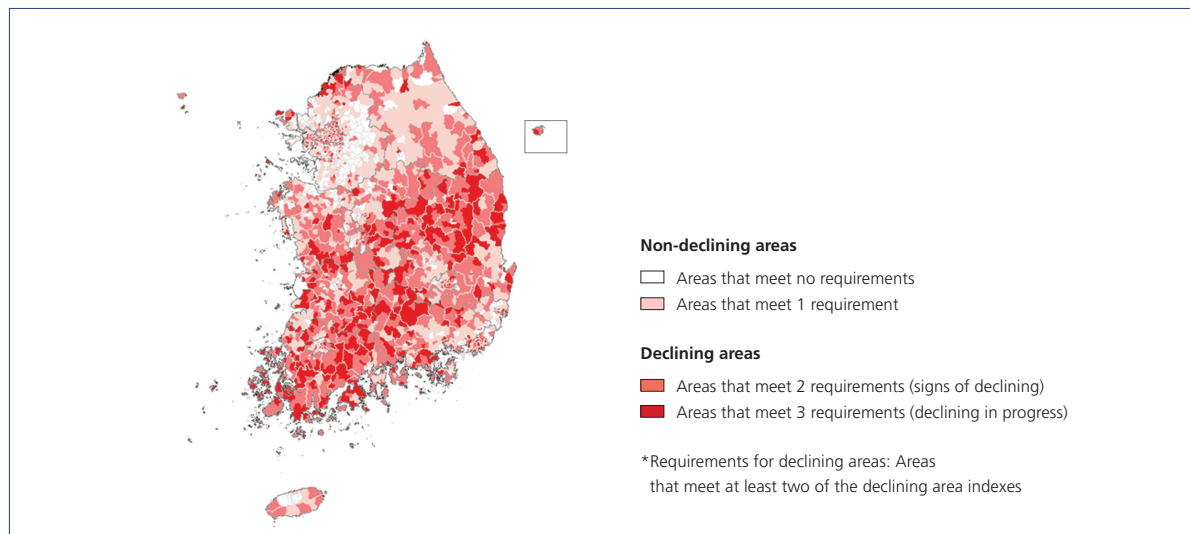 Non-declining areas
Areas that meet no requirements
Areas that meet 1 requirement
Declining areas
Areas that meet 2 requirements (signs of declining)
Areas that meet 3 requirements (declining in progress)
*Requirements for declining areas: Areas
that meet at least two of the declining area indexes